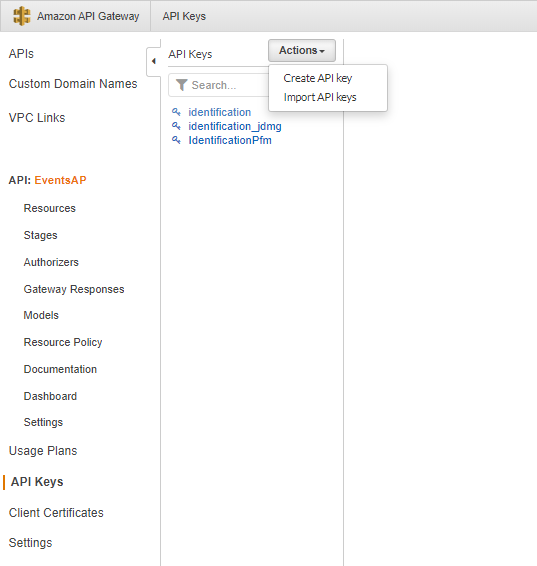 Amazon API Gateway
API Keys
APIs
Custom Domain Names
VPC Links
API: EventsAP
Resources
Stages
Authorizers
Gateway Responses
Models
Resource Policy
Documentation
Dashboard
Settings
Usage Plans
API Keys
Client Certificates
Settings
API Keys
Actions
Search...
Create API key
Import API keys
identification
identification_jdmg
IdentificationPfm